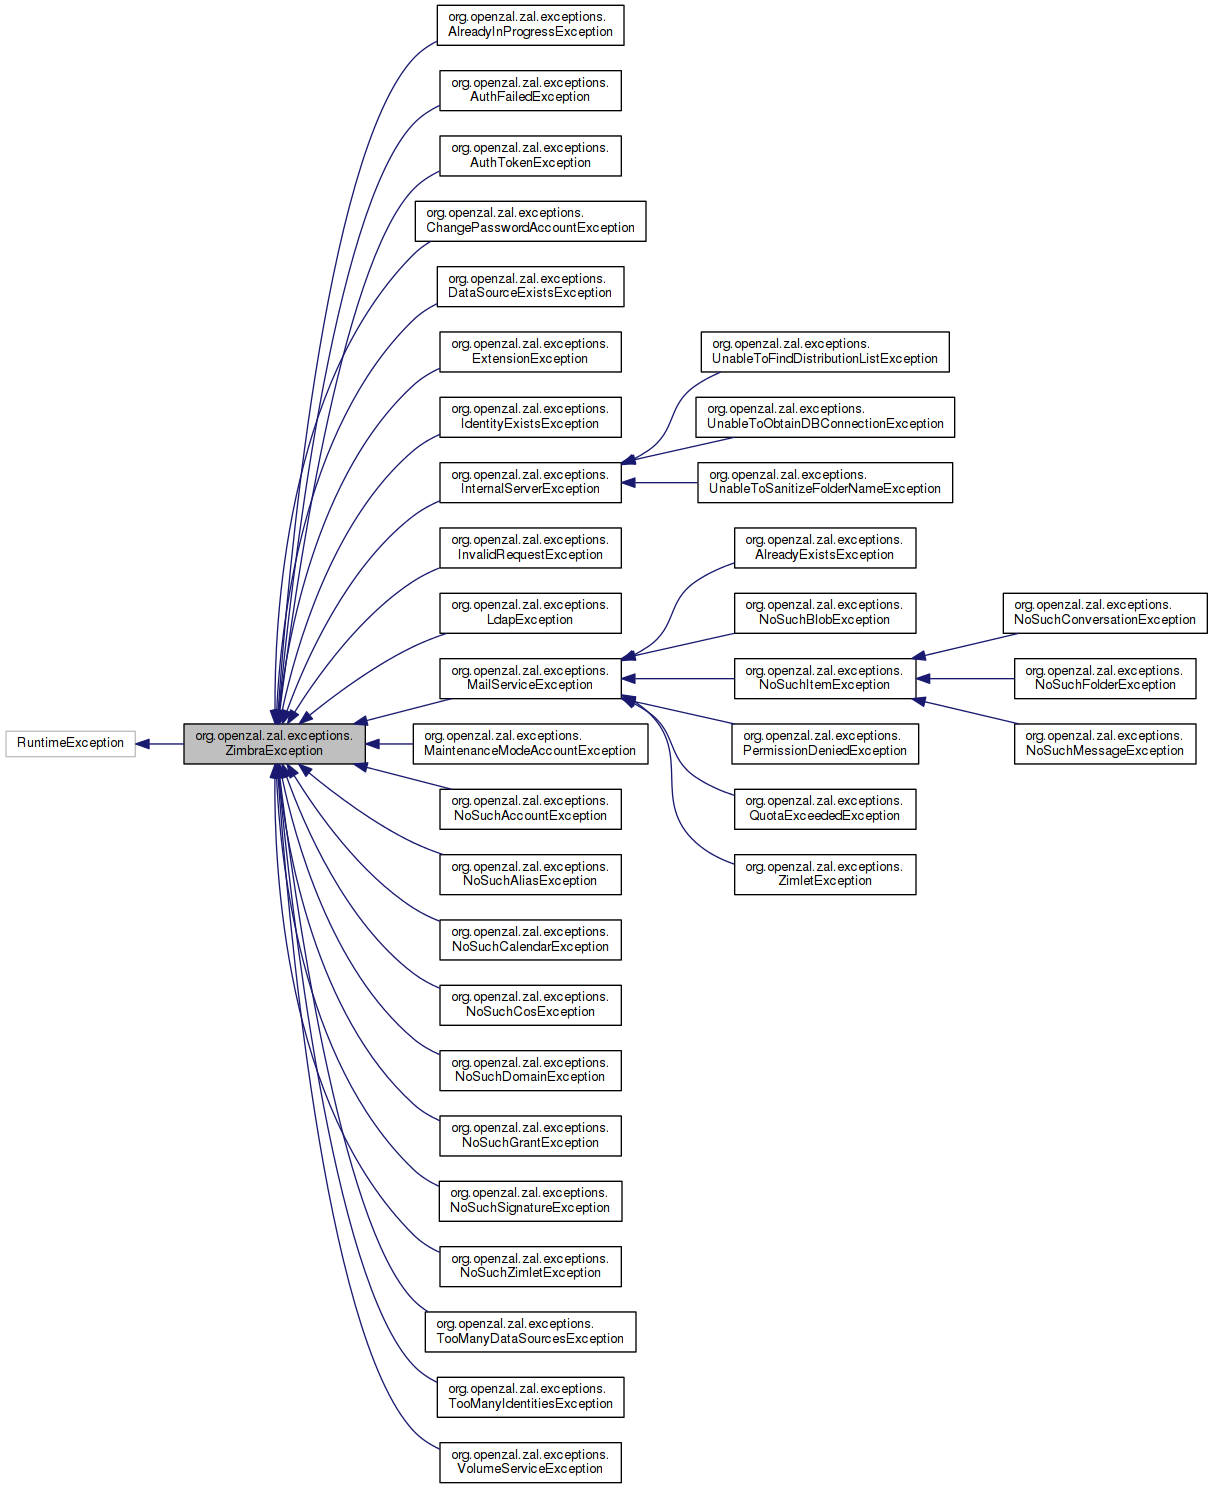 org.openzal.zal.exceptions.
AlreadyInProgressException
org.openzal.zal.exceptions.
AuthFailedException
org.openzal.zal.exceptions.
AuthTokenException
org.openzal.zal.exceptions.
ChangePasswordAccountException
org.openzal.zal.exceptions.
DataSourceExistsException
org.openzal.zal.exceptions.
ExtensionException
org.openzal.zal.exceptions.
UnableToFindDistributionListException
org.openzal.zal.exceptions.
IdentityExistsException
org.openzal.zal.exceptions.
UnableToObtainDBConnectionException
org.openzal.zal.exceptions.
InternalServerException
org.openzal.zal.exceptions.
UnableToSanitizeFolderNameException
org.openzal.zal.exceptions.
InvalidRequestException
org.openzal.zal.exceptions.
AlreadyExistsException
org.openzal.zal.exceptions.
LdapException
org.openzal.zal.exceptions.
NoSuchBlobException
org.openzal.zal.exceptions.
NoSuchConversationException
org.openzal.zal.exceptions.
MailServiceException
org.openzal.zal.exceptions.
NoSuchItemException
org.openzal.zal.exceptions.
NoSuchFolderException
RuntimeException
org.openzal.zal.exceptions.
ZimbraException
org.openzal.zal.exceptions.
MaintenanceModeAccountException
org.openzal.zal.exceptions.
PermissionDeniedException
org.openzal.zal.exceptions.
NoSuchMessageException
org.openzal.zal.exceptions.
NoSuchAccountException
org.openzal.zal.exceptions.
QuotaExceededException
org.openzal.zal.exceptions.
NoSuchAliasException
org.openzal.zal.exceptions.
ZimletException
org.openzal.zal.exceptions.
NoSuchCalendarException
org.openzal.zal.exceptions.
NoSuchCosException
org.openzal.zal.exceptions.
NoSuchDomainException
org.openzal.zal.exceptions.
NoSuchGrantException
org.openzal.zal.exceptions.
NoSuchSignatureException
org.openzal.zal.exceptions.
NoSuchZimletException
org.openzal.zal.exceptions.
TooManyDataSourcesException
org.openzal.zal.exceptions.
TooManyIdentitiesException
org.openzal.zal.exceptions.
VolumeServiceException